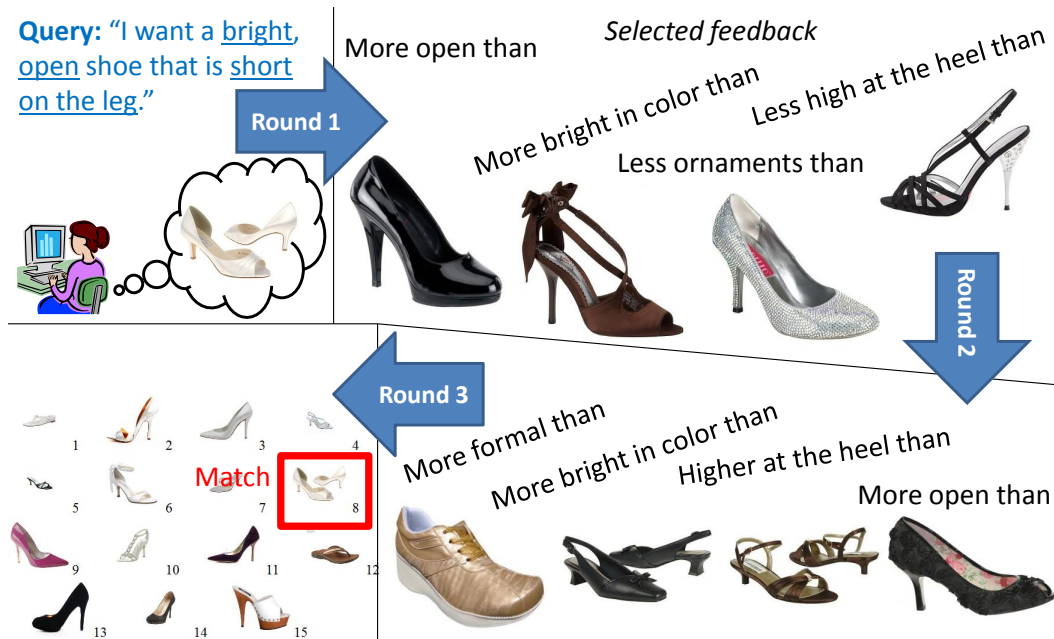 Query: “I want a bright,
open shoe that is short
on the leg.”
Round 1
More open than
Selected feedback
More bright in color than
Less ornaments than
Less high at the heel than
Round 2
Round 3
More formal than
More bright in color than
Higher at the heel than
More open than
Match
1
2
3
4
5
6
7
8
9
10
11
12
13
14
15